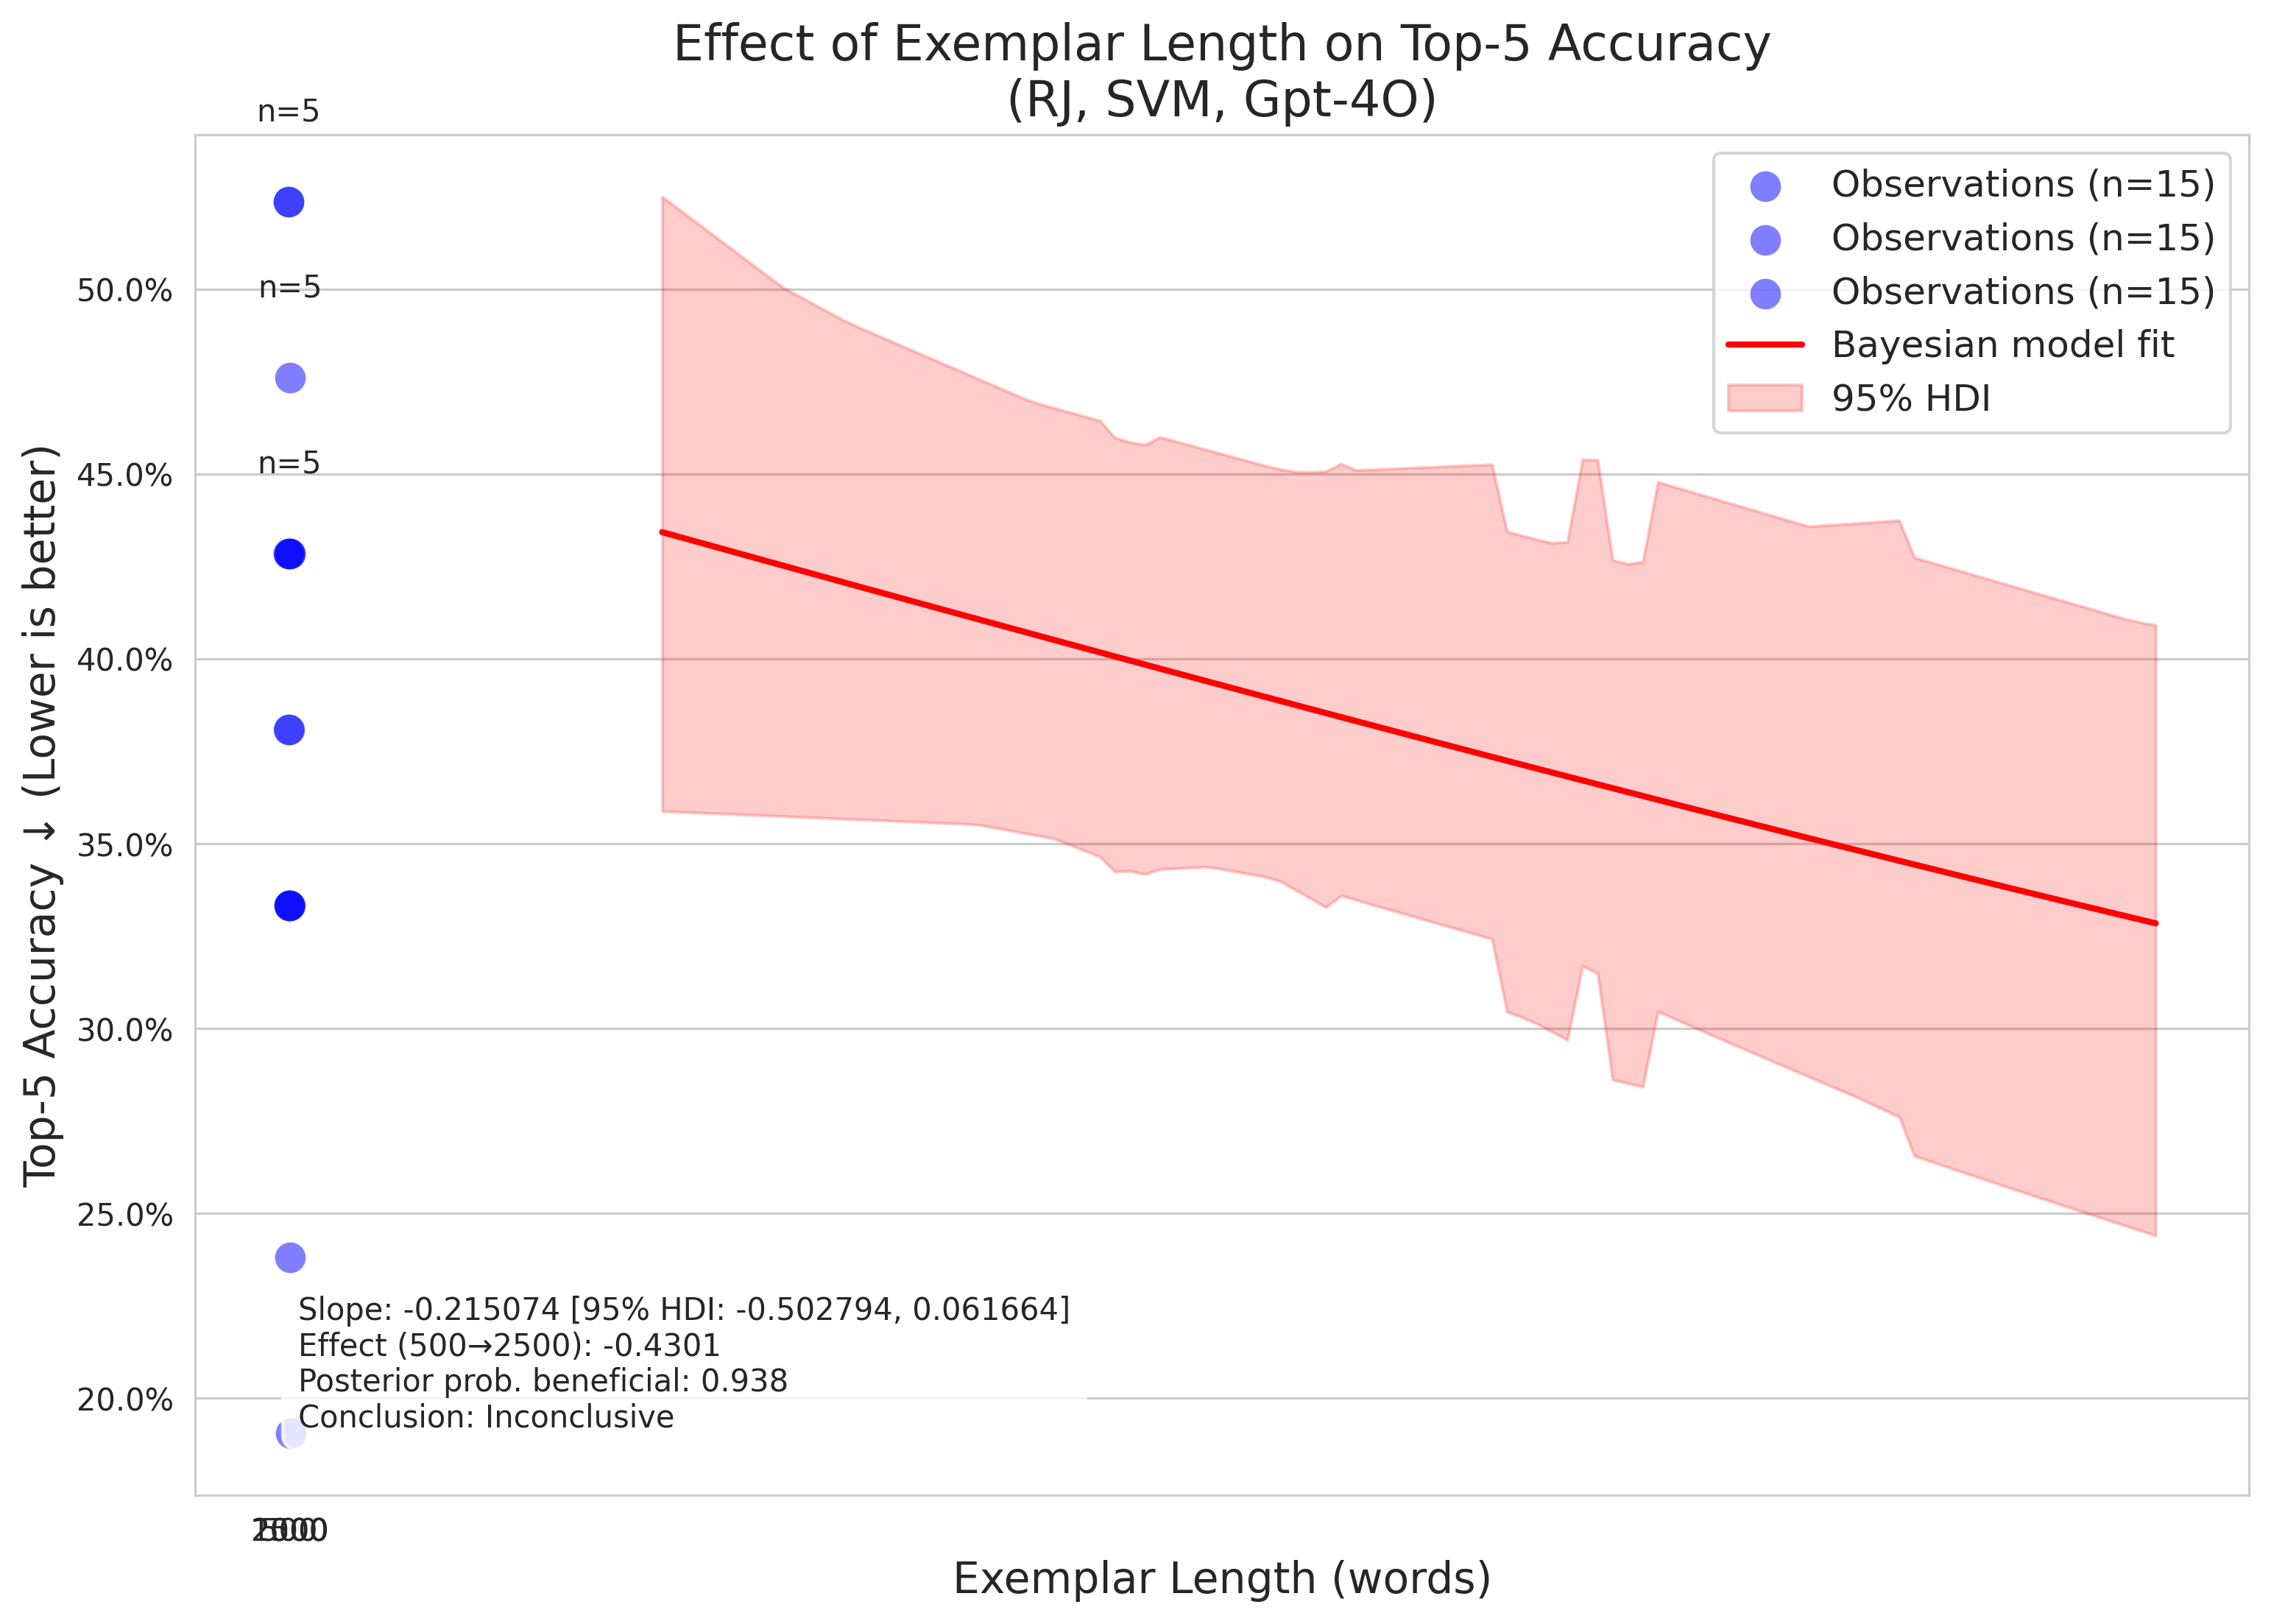 Effect of Exemplar Length on Top-5 Accuracy
(RJ, SVM, Gpt-4O)
n=5
n=5
n=5
Observations (n=15)
Observations (n=15)
Observations (n=15)
Bayesian model fit
95% HDI
Top-5 Accuracy ↓ (Lower is better)
50.0%
45.0%
40.0%
35.0%
30.0%
25.0%
20.0%
Slope: -0.215074 [95% HDI: -0.502794, 0.061664]
Effect (500→2500): -0.4301
Posterior prob. beneficial: 0.938
Conclusion: Inconclusive
Exemplar Length (words)